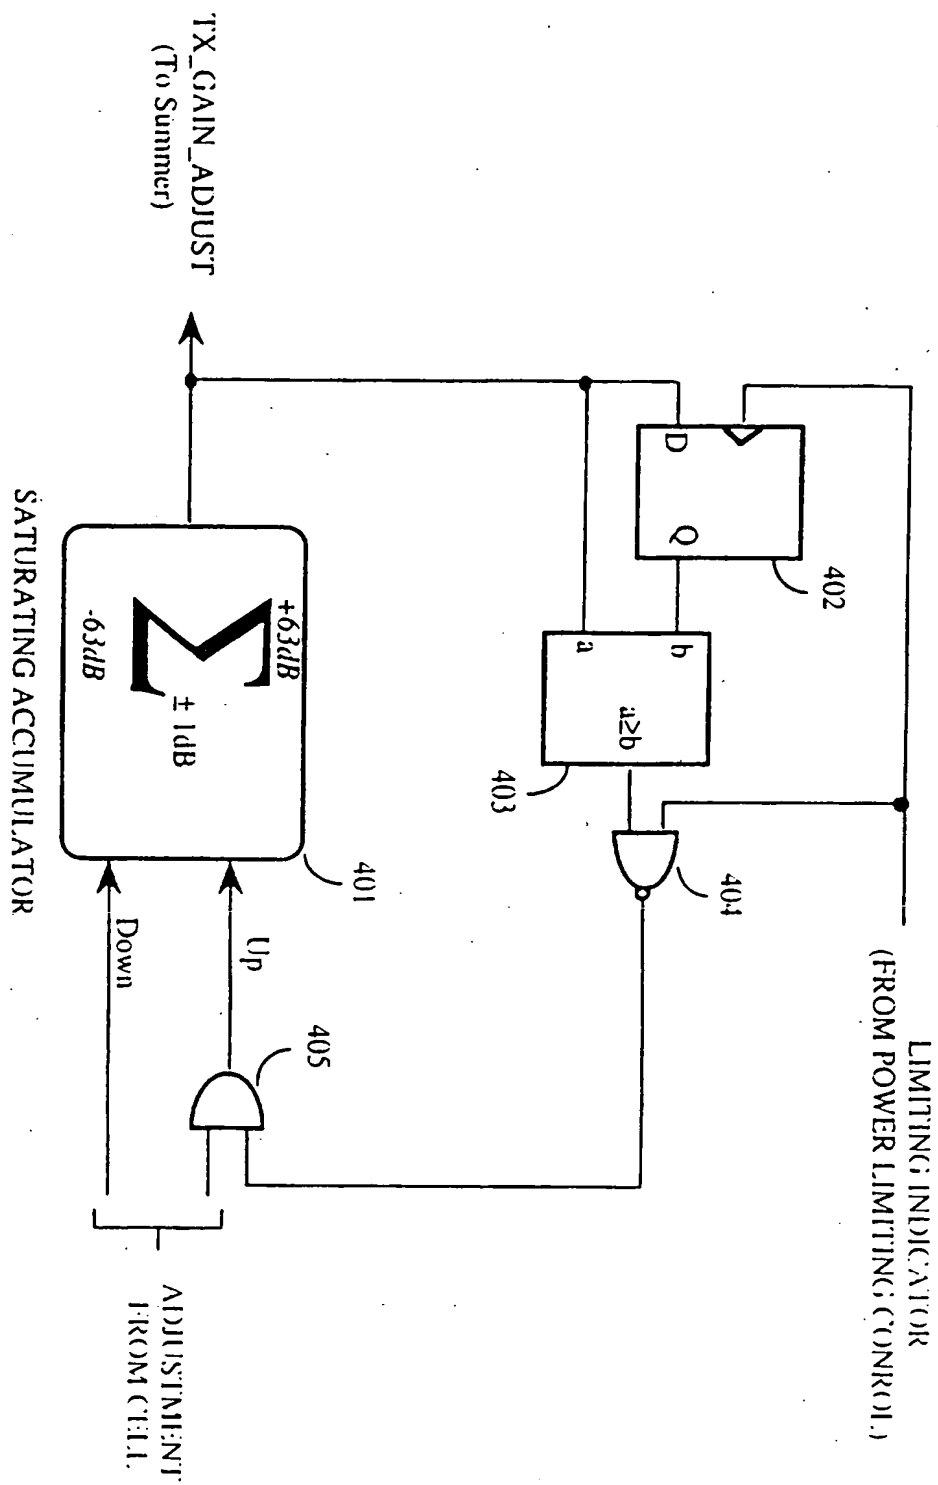 LIMITING INDICATOR
(FROM POWER LIMITING CONROL)
402
D
Q
b
a
a≥b
403
404
TX_GAIN_ADJUST
(To Summer)
+63dB
± 1dB
-63dB
401
SATURATING ACCUMULATOR
Up
Down
405
ADJUSTMENT
FROM CELL